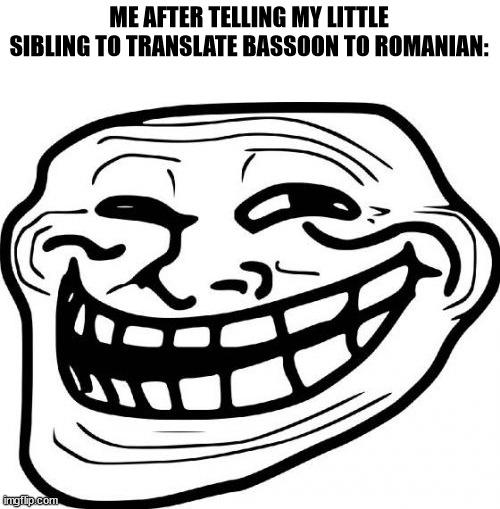 ME AFTER TELLING MY LITTLE
SIBLING TO TRANSLATE BASSOON TO ROMANIAN:
imgflip.com